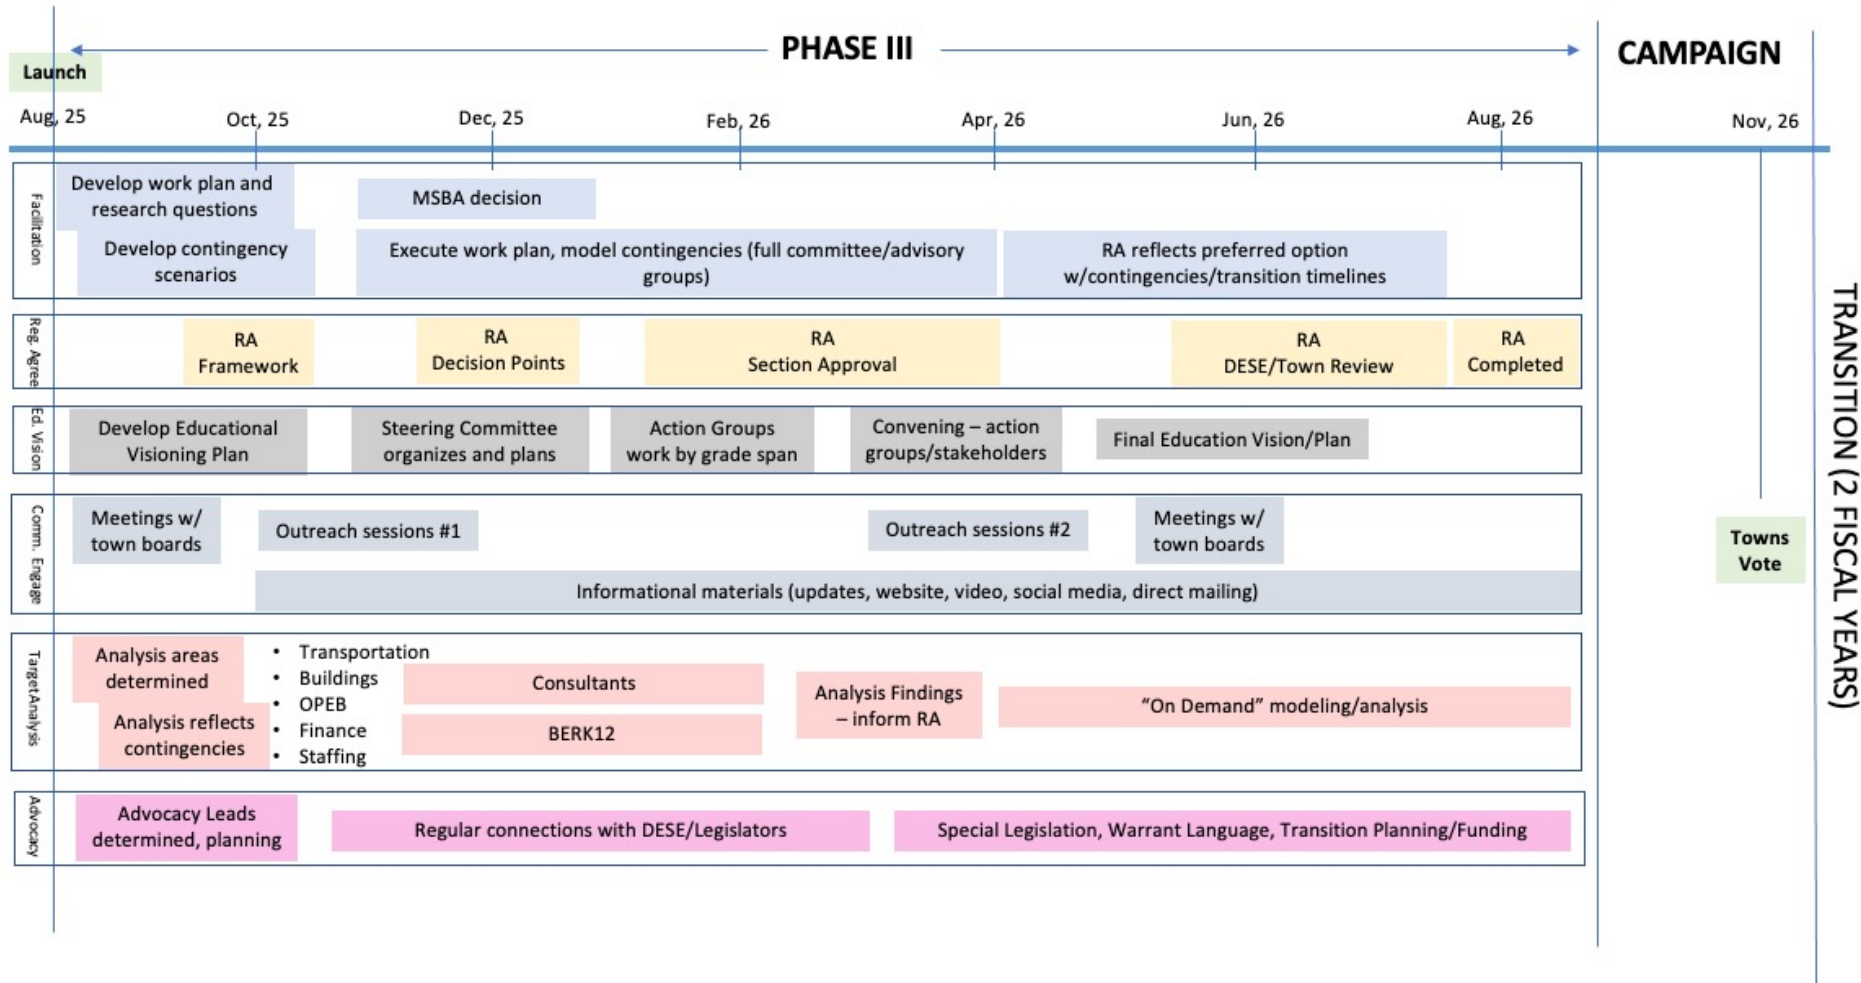 PHASE III
CAMPAIGN
Launch
Aug, 25
Oct, 25
Dec, 25
Feb, 26
Apr, 26
Jun, 26
Aug, 26
Nov, 26
Facilitation
Develop work plan and
research questions
MSBA decision
Develop contingency
scenarios
Execute work plan, model contingencies (full committee/advisory
groups)
RA reflects preferred option
w/contingencies/transition timelines
Reg. Agree
RA
Framework
RA
Decision Points
RA
Section Approval
RA
DESE/Town Review
RA
Completed
Ed. Vision
Develop Educational
Visioning Plan
Steering Committee
organizes and plans
Action Groups
work by grade span
Convening – action
groups/stakeholders
Final Education Vision/Plan
Comm. Engage
Meetings w/
town boards
Outreach sessions #1
Outreach sessions #2
Meetings w/
town boards
Informational materials (updates, website, video, social media, direct mailing)
Towns
Vote
TargetAnalysis
Analysis areas
determined
Analysis reflects
contingencies
• Transportation
• Buildings
• OPEB
• Finance
• Staffing
Consultants
BERK12
Analysis Findings
– inform RA
“On Demand” modeling/analysis
Advocacy
Advocacy Leads
determined, planning
Regular connections with DESE/Legislators
Special Legislation, Warrant Language, Transition Planning/Funding
TRANSITION (2 FISCAL YEARS)